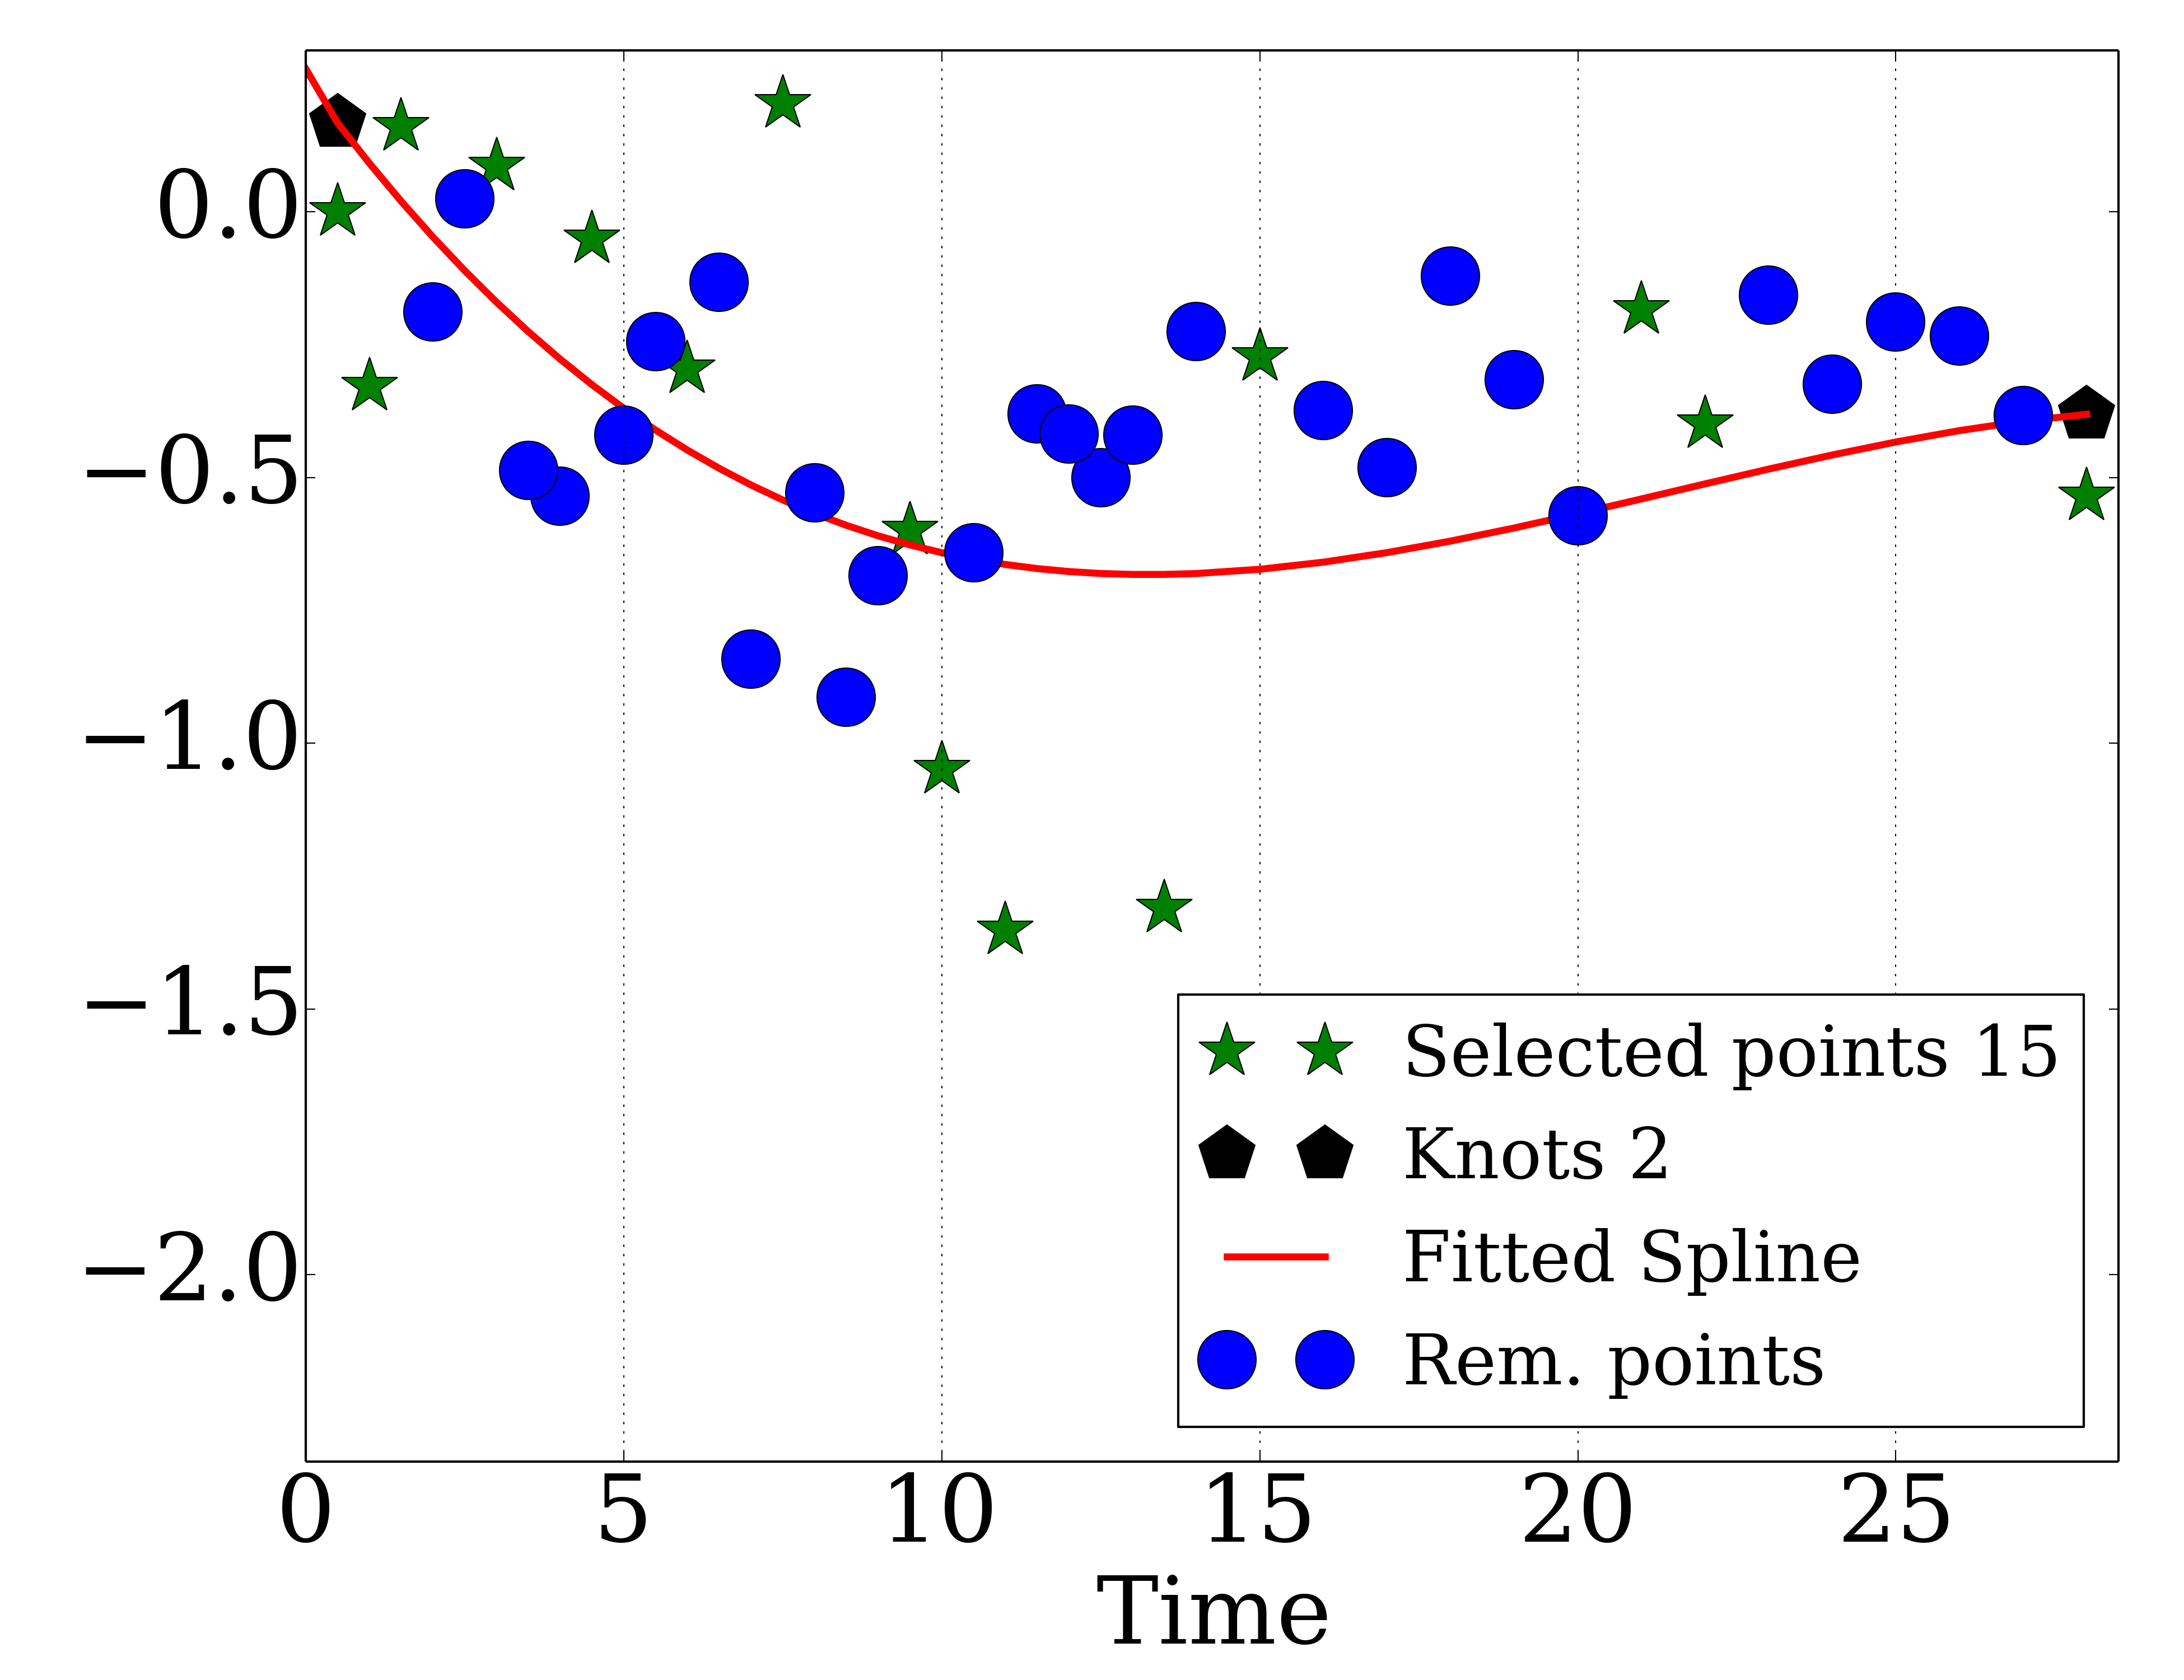 0.0
−0.5
−1.0
−1.5
−2.0
Selected points 15
Knots 2
Fitted Spline
Rem. points
0 5 10 15 20 25
Time